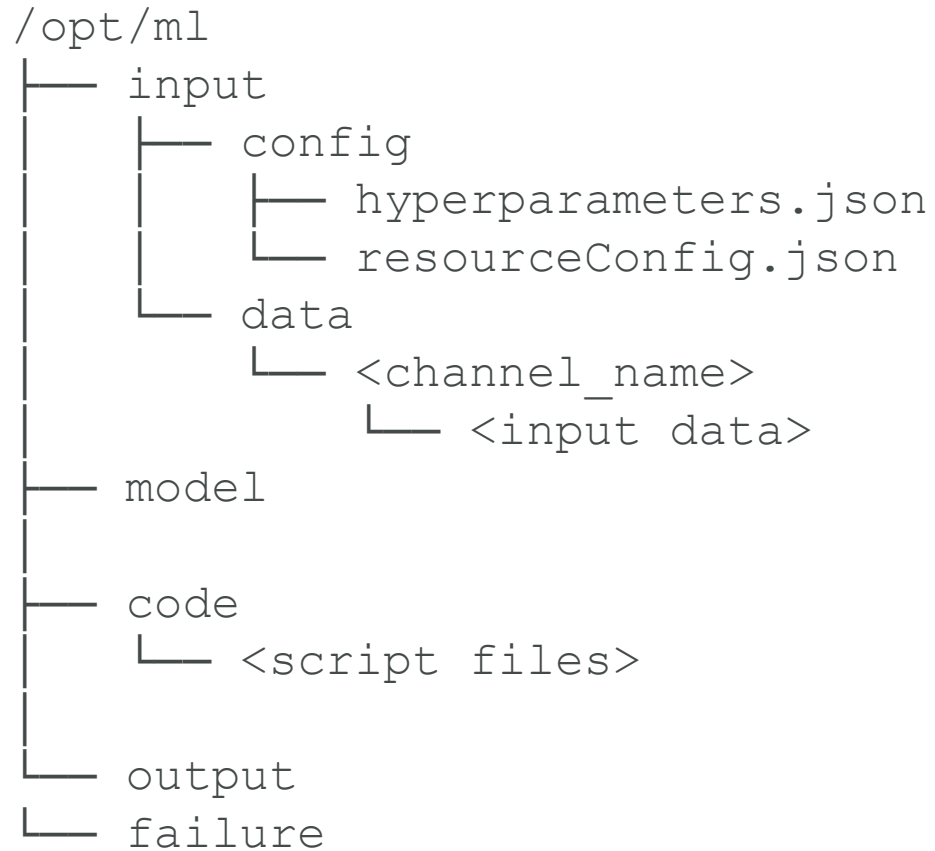 /opt/ml
├── input
│   ├── config
│   │   ├── hyperparameters.json
│   │   └── resourceConfig.json
│   └── data
│       └── <channel_name>
│           └── <input data>
├── model
│
├── code
│   └── <script files>
│
└── output
└── failure